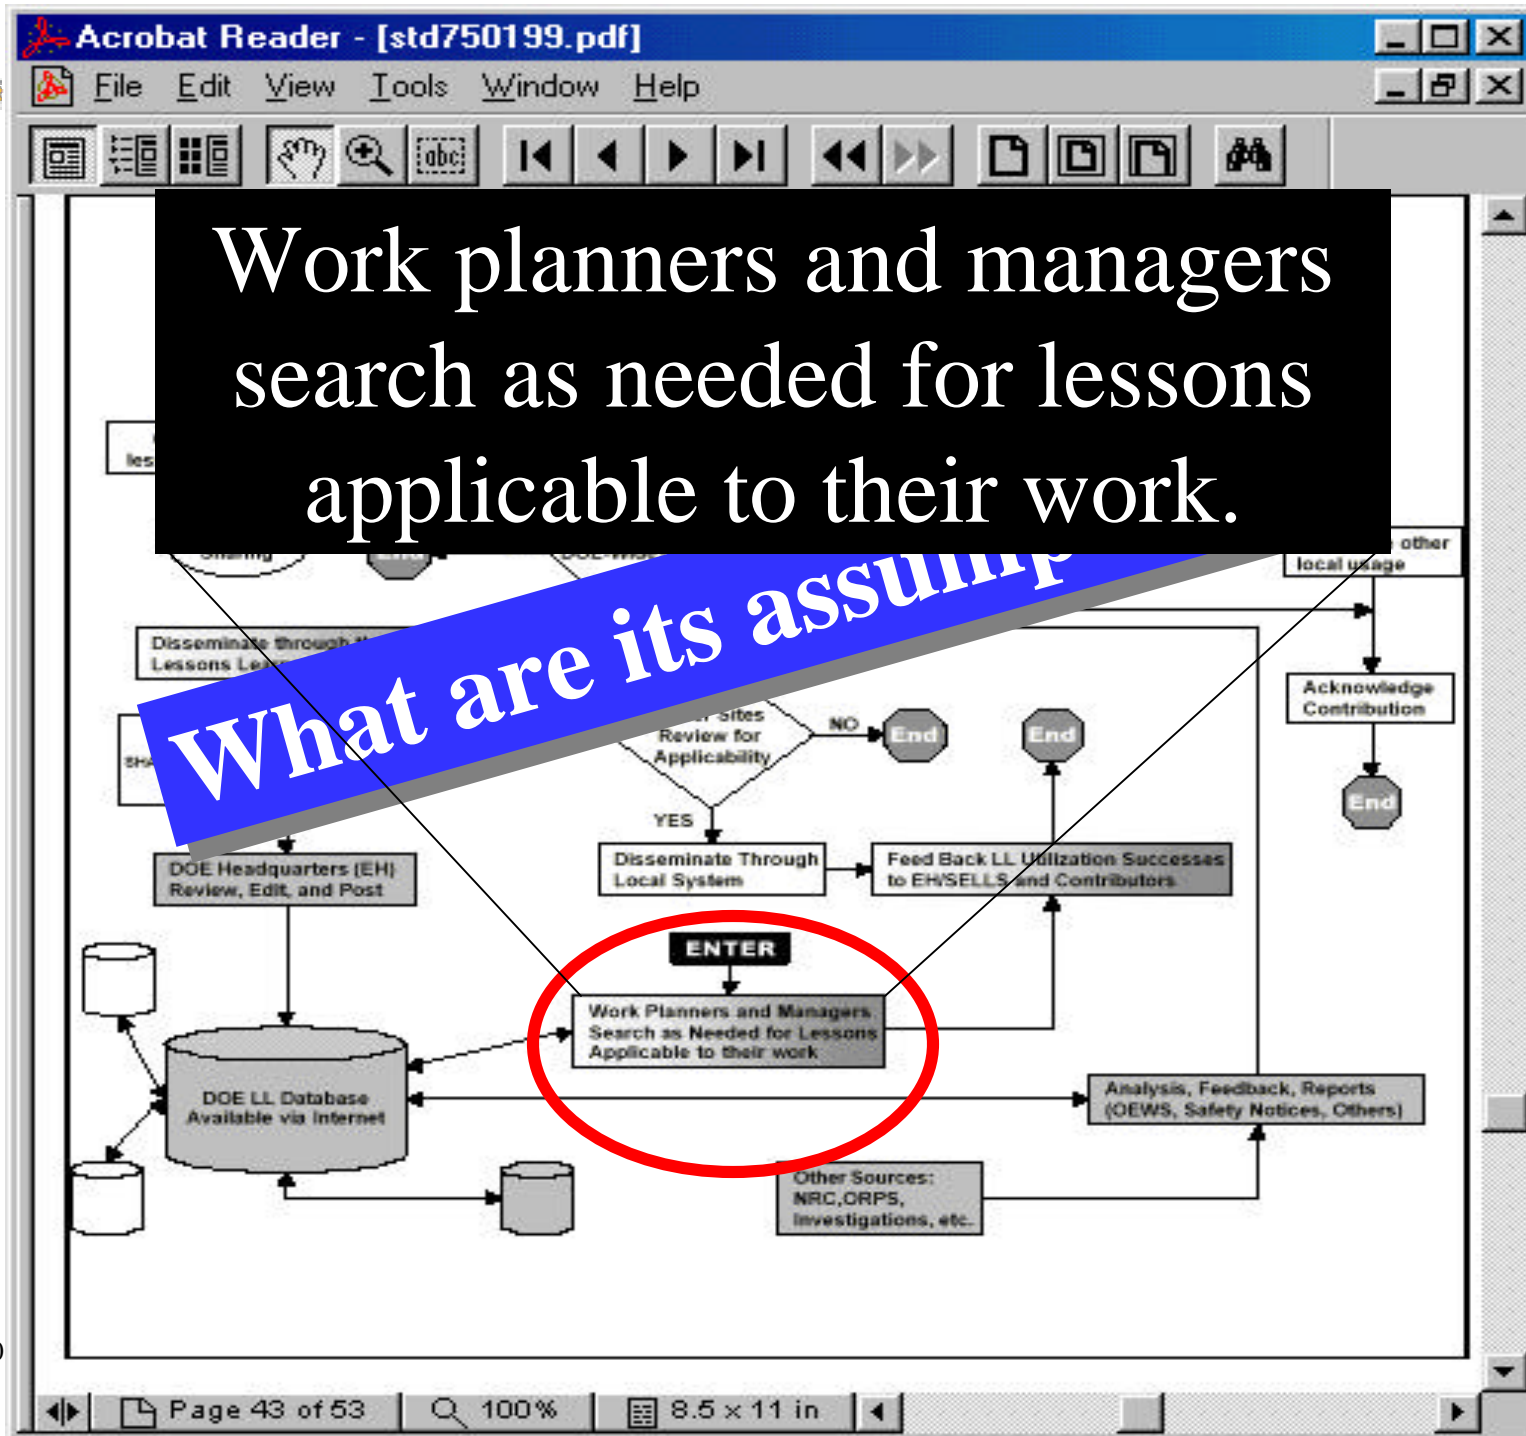 Acrobat Reader - [std750199.pdf]
File Edit View Tools Window Help
abc
Work planners and managers
search as needed for lessons
applicable to their work.
What are its
Sharing
other
local usage
Disseminate through
Lessons
Acknowledge
Contribution
Sites
Review for
Applicability
NO
End
End
End
YES
DOE Headquarters (EH)
Review, Edit, and Post
Disseminate Through
Local System
Feed Back LL Utilization Successes
to EH/SELLS and Contributors
ENTER
Work Planners and Managers
Search as Needed for Lessons
Applicable to their work
DOE LL Database
Available via Internet
Analysis, Feedback, Reports
(OEWS, Safety Notices, Others)
Other Sources:
NRC,ORPS,
Investigations, etc.
Page 43 of 53 100% 8.5 x 11 in